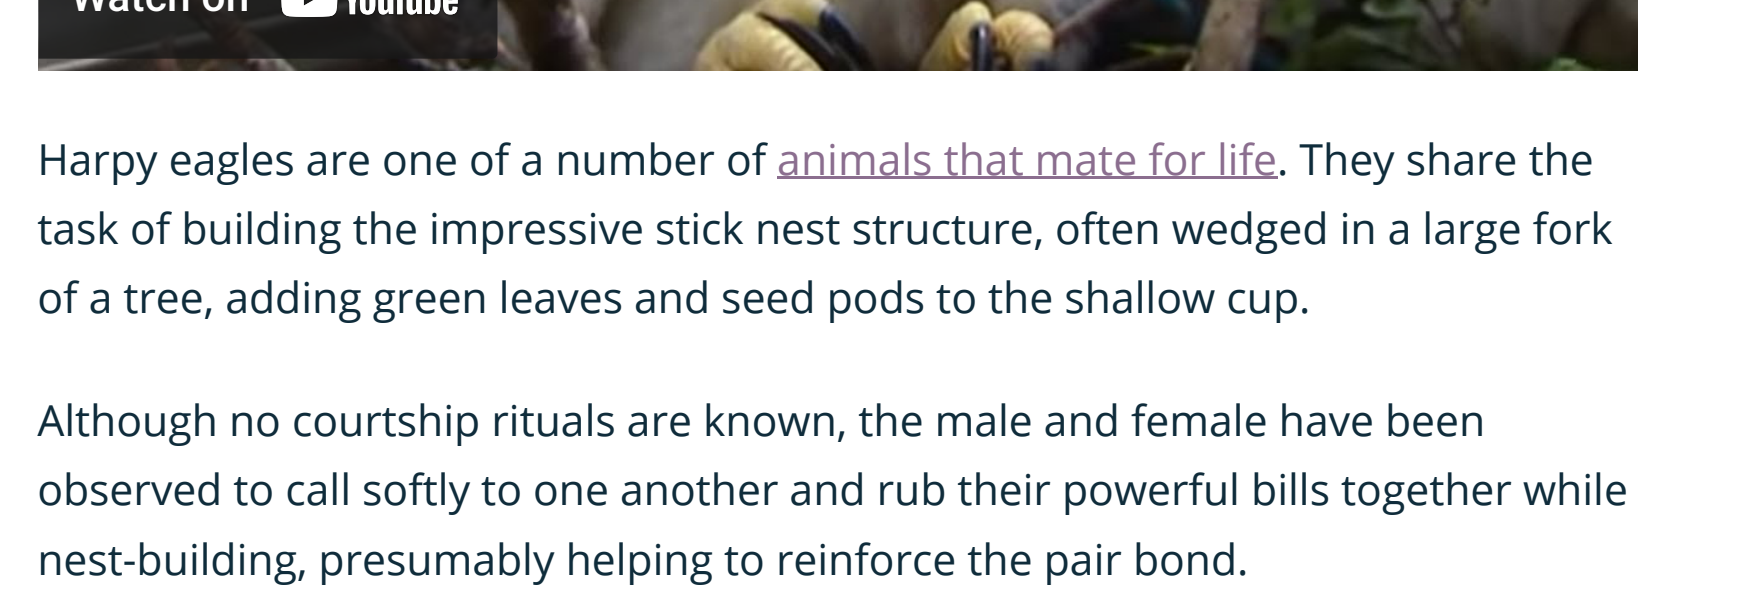 Watch on YouTube
Harpy eagles are one of a number of animals that mate for life. They share the
task of building the impressive stick nest structure, often wedged in a large fork
of a tree, adding green leaves and seed pods to the shallow cup.
Although no courtship rituals are known, the male and female have been
observed to call softly to one another and rub their powerful bills together while
nest-building, presumably helping to reinforce the pair bond.